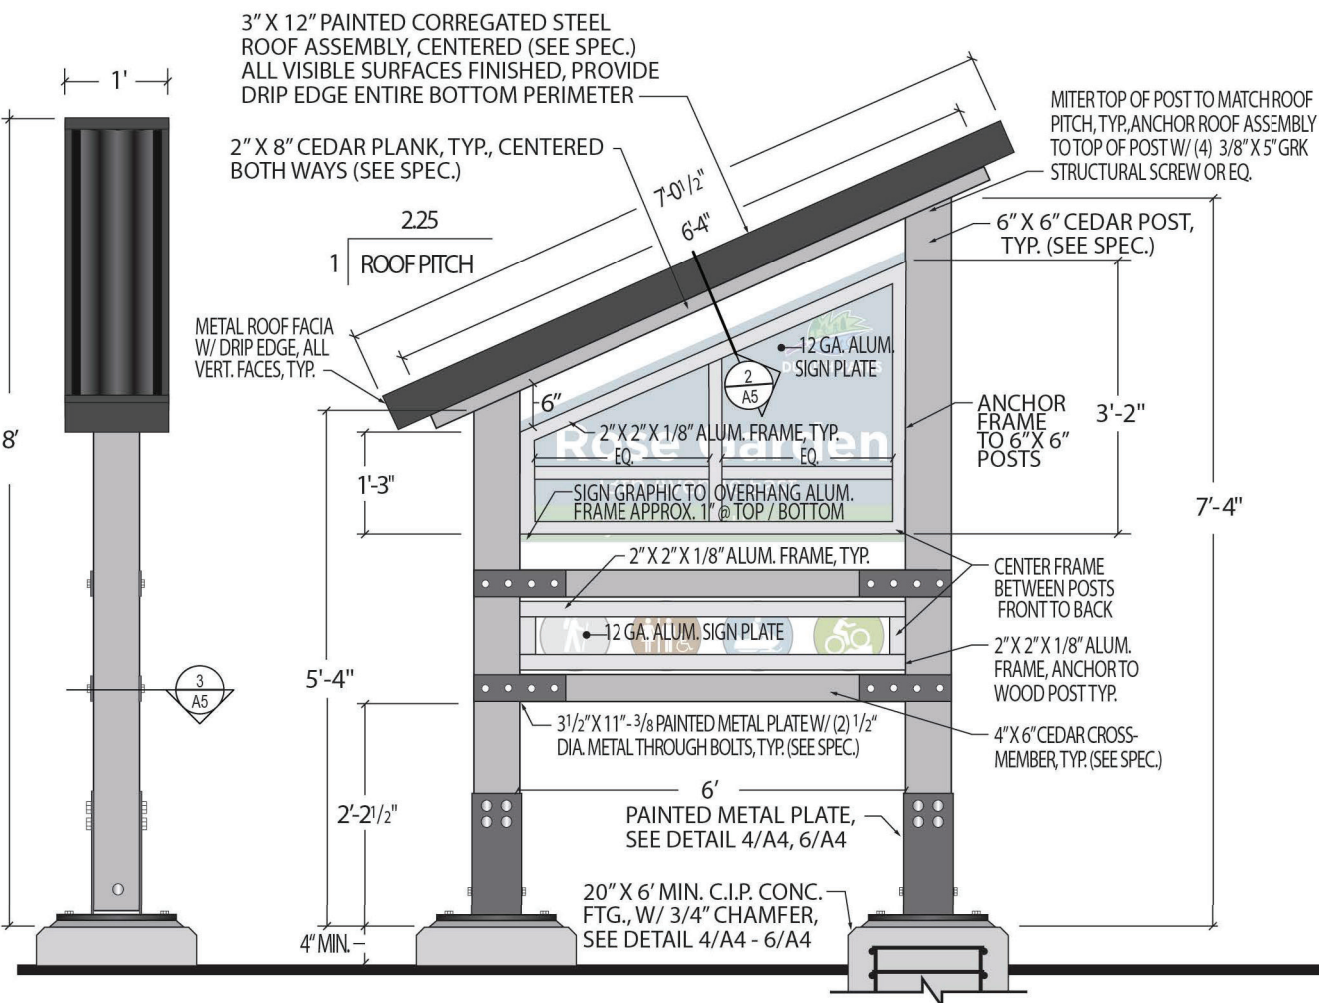 3" X 12" PAINTED CORREGATED STEEL
ROOF ASSEMBLY, CENTERED (SEE SPEC.)
ALL VISIBLE SURFACES FINISHED, PROVIDE
DRIP EDGE ENTIRE BOTTOM PERIMETER
2" X 8" CEDAR PLANK, TYP., CENTERED
BOTH WAYS (SEE SPEC.)
1'
8'
2.25
1
ROOF PITCH
7'-0 1/2"
6'-4"
MITER TOP OF POST TO MATCH ROOF
PITCH, TYP., ANCHOR ROOF ASSEMBLY
TO TOP OF POST W/ (4) 3/8" X 5" GRK
STRUCTURAL SCREW OR EQ.
6" X 6" CEDAR POST,
TYP. (SEE SPEC.)
METAL ROOF FACIA
W/ DRIP EDGE, ALL
VERT. FACES, TYP.
12 GA. ALUM.
SIGN PLATE
2
A5
6"
2" X 2" X 1/8" ALUM. FRAME, TYP.
Rose Garden
EQ.
EQ.
ANCHOR
FRAME
TO 6" X 6"
POSTS
3'-2"
1'-3"
SIGN GRAPHIC TO OVERHANG ALUM.
FRAME APPROX. 1" @ TOP / BOTTOM
7'-4"
2" X 2" X 1/8" ALUM. FRAME, TYP.
CENTER FRAME
BETWEEN POSTS
FRONT TO BACK
12 GA. ALUM. SIGN PLATE
2" X 2" X 1/8" ALUM.
FRAME, ANCHOR TO
WOOD POST TYP.
3
A5
5'-4"
3 1/2" X 11" - 3/8 PAINTED METAL PLATE W/ (2) 1/2"
DIA. METAL THROUGH BOLTS, TYP. (SEE SPEC.)
4" X 6" CEDAR CROSS-
MEMBER, TYP. (SEE SPEC.)
2'-2 1/2"
6'
PAINTED METAL PLATE,
SEE DETAIL 4/A4, 6/A4
20" X 6' MIN. C.I.P. CONC.
FTG., W/ 3/4" CHAMFER,
SEE DETAIL 4/A4 - 6/A4
4" MIN.